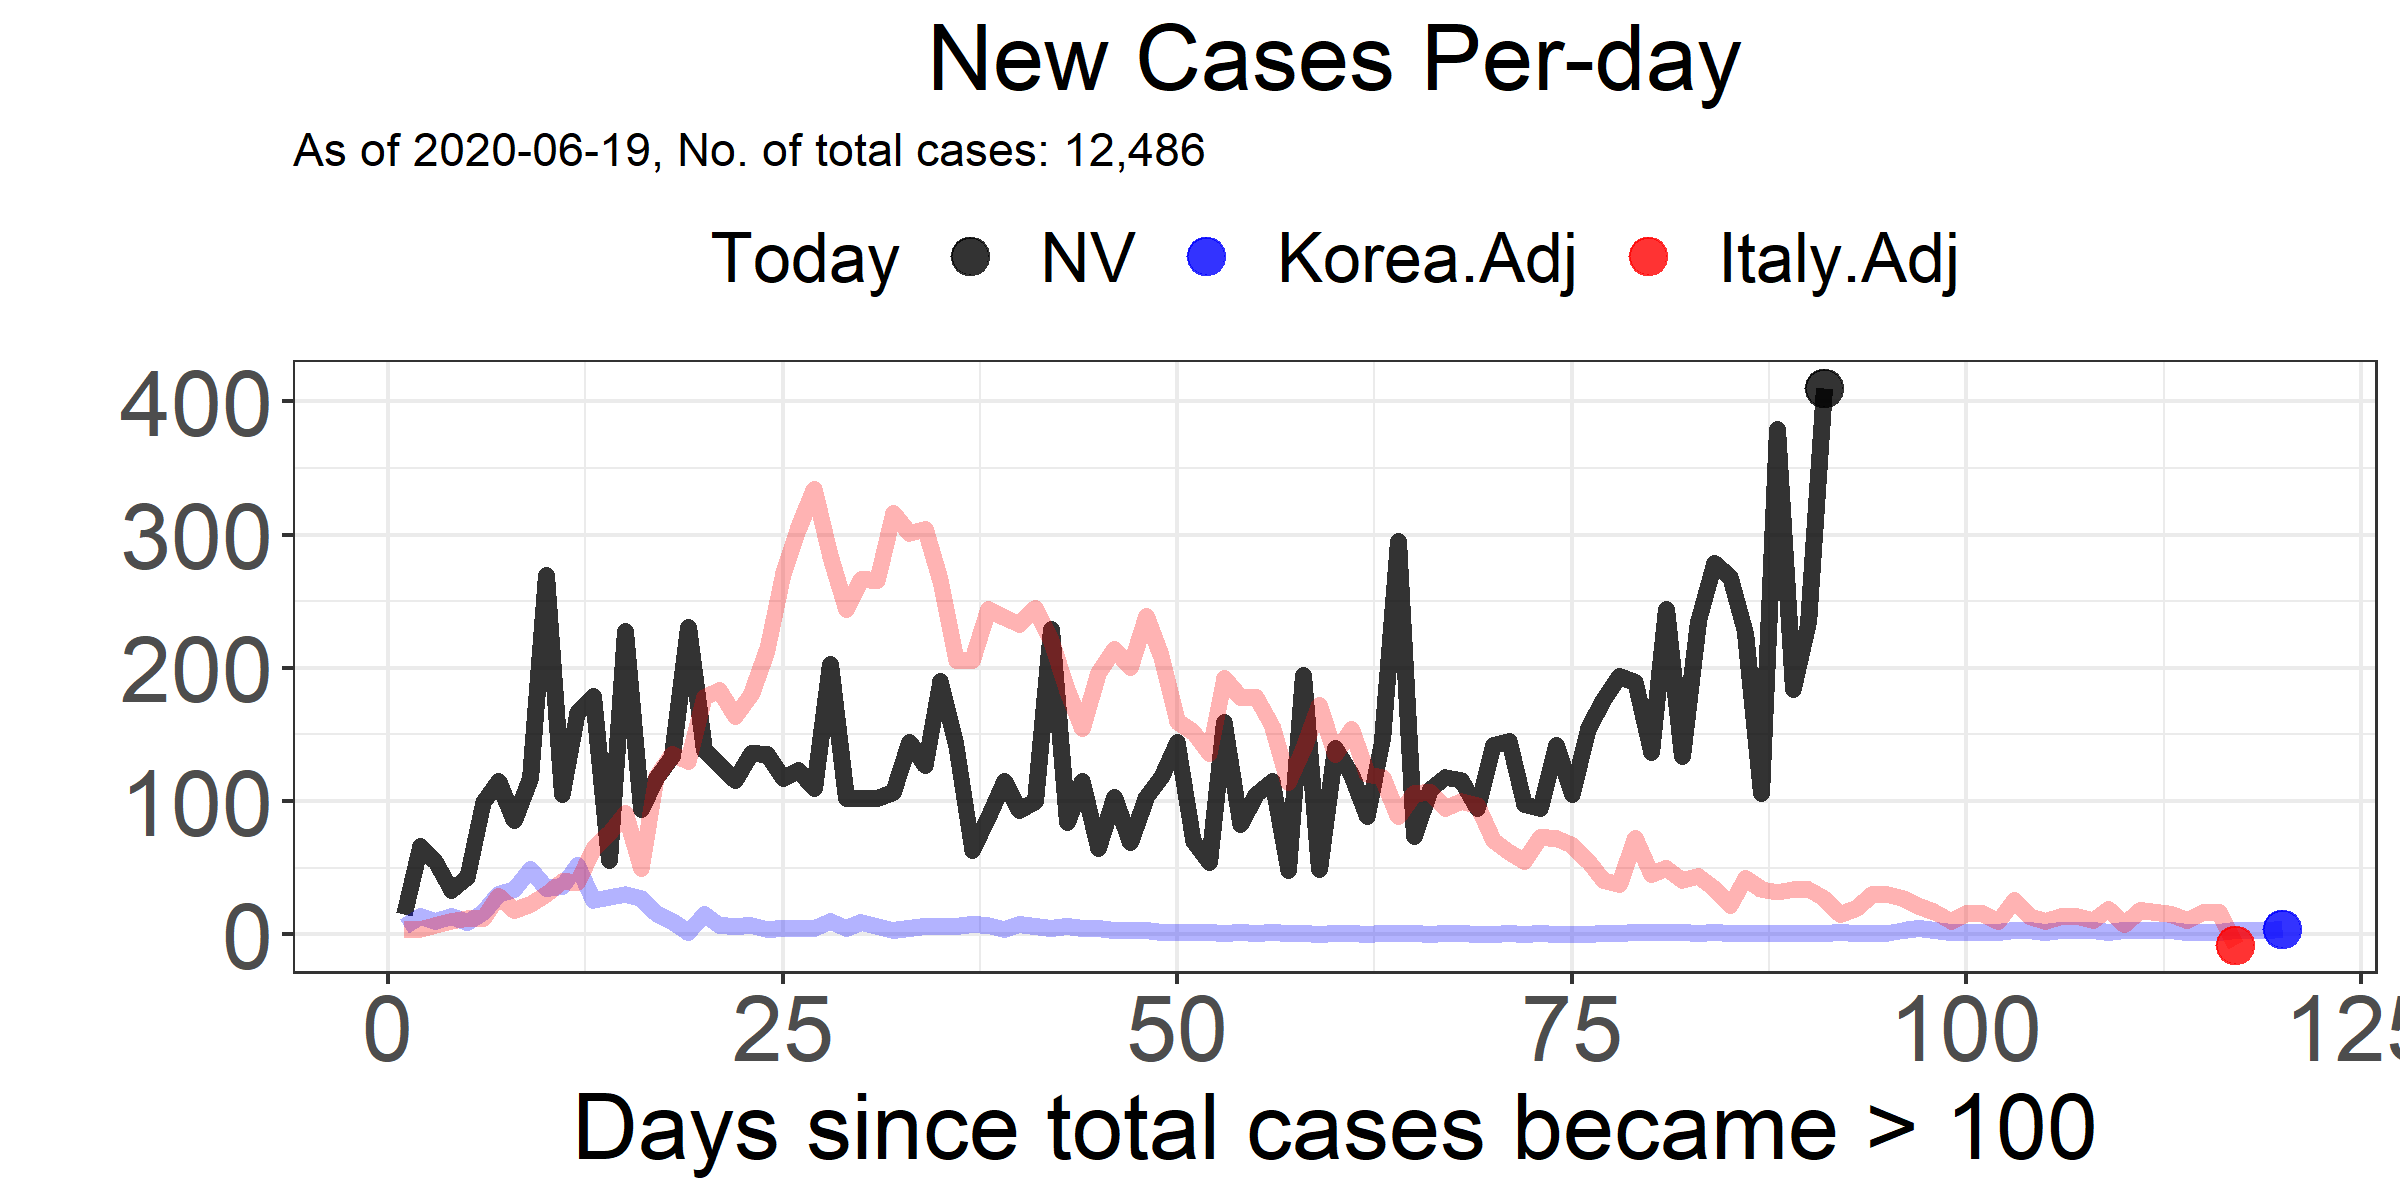 New Cases Per-day
As of 2020-06-19, No. of total cases: 12,486
Today NV Korea.Adj Italy.Adj
400
300
200
100
0
0 25 50 75 100 125
Days since total cases became > 100